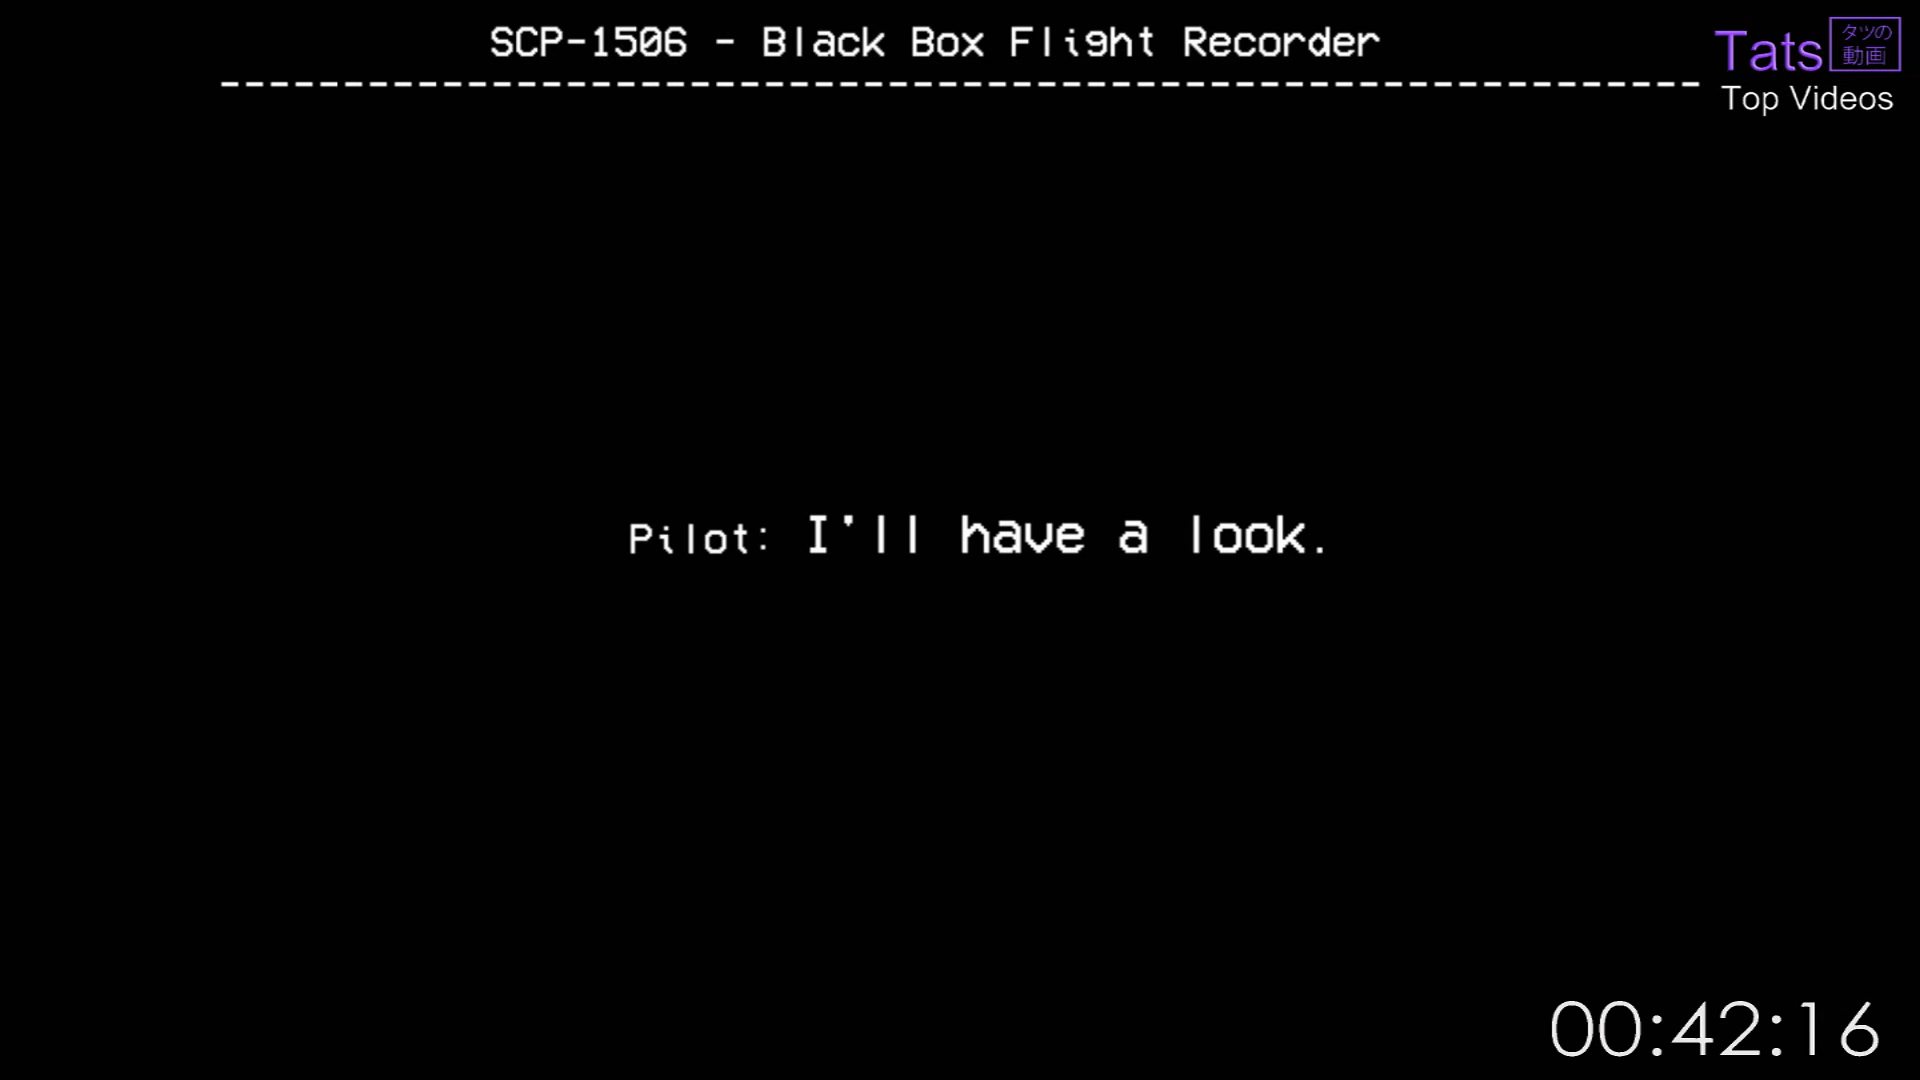 SCP-1506 - Black Box Flight Recorder
------------------------------------------------------------
Tats
タツの
動画
Top Videos
Pilot: I'll have a look.
00:42:16